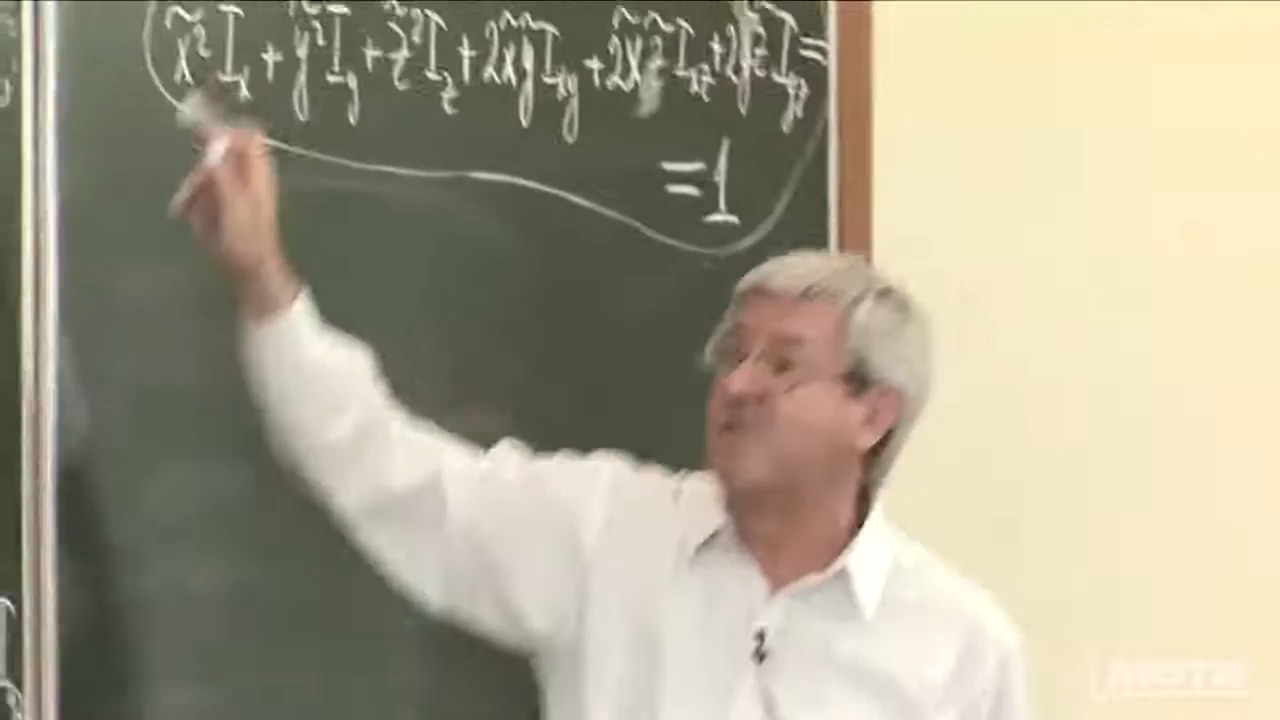 x̃²Iₓ + ỹ²I_y + z̃²I_z + 2x̃ỹI_xy + 2x̃z̃I_xz + 2ỹz̃I_yz =
= 1